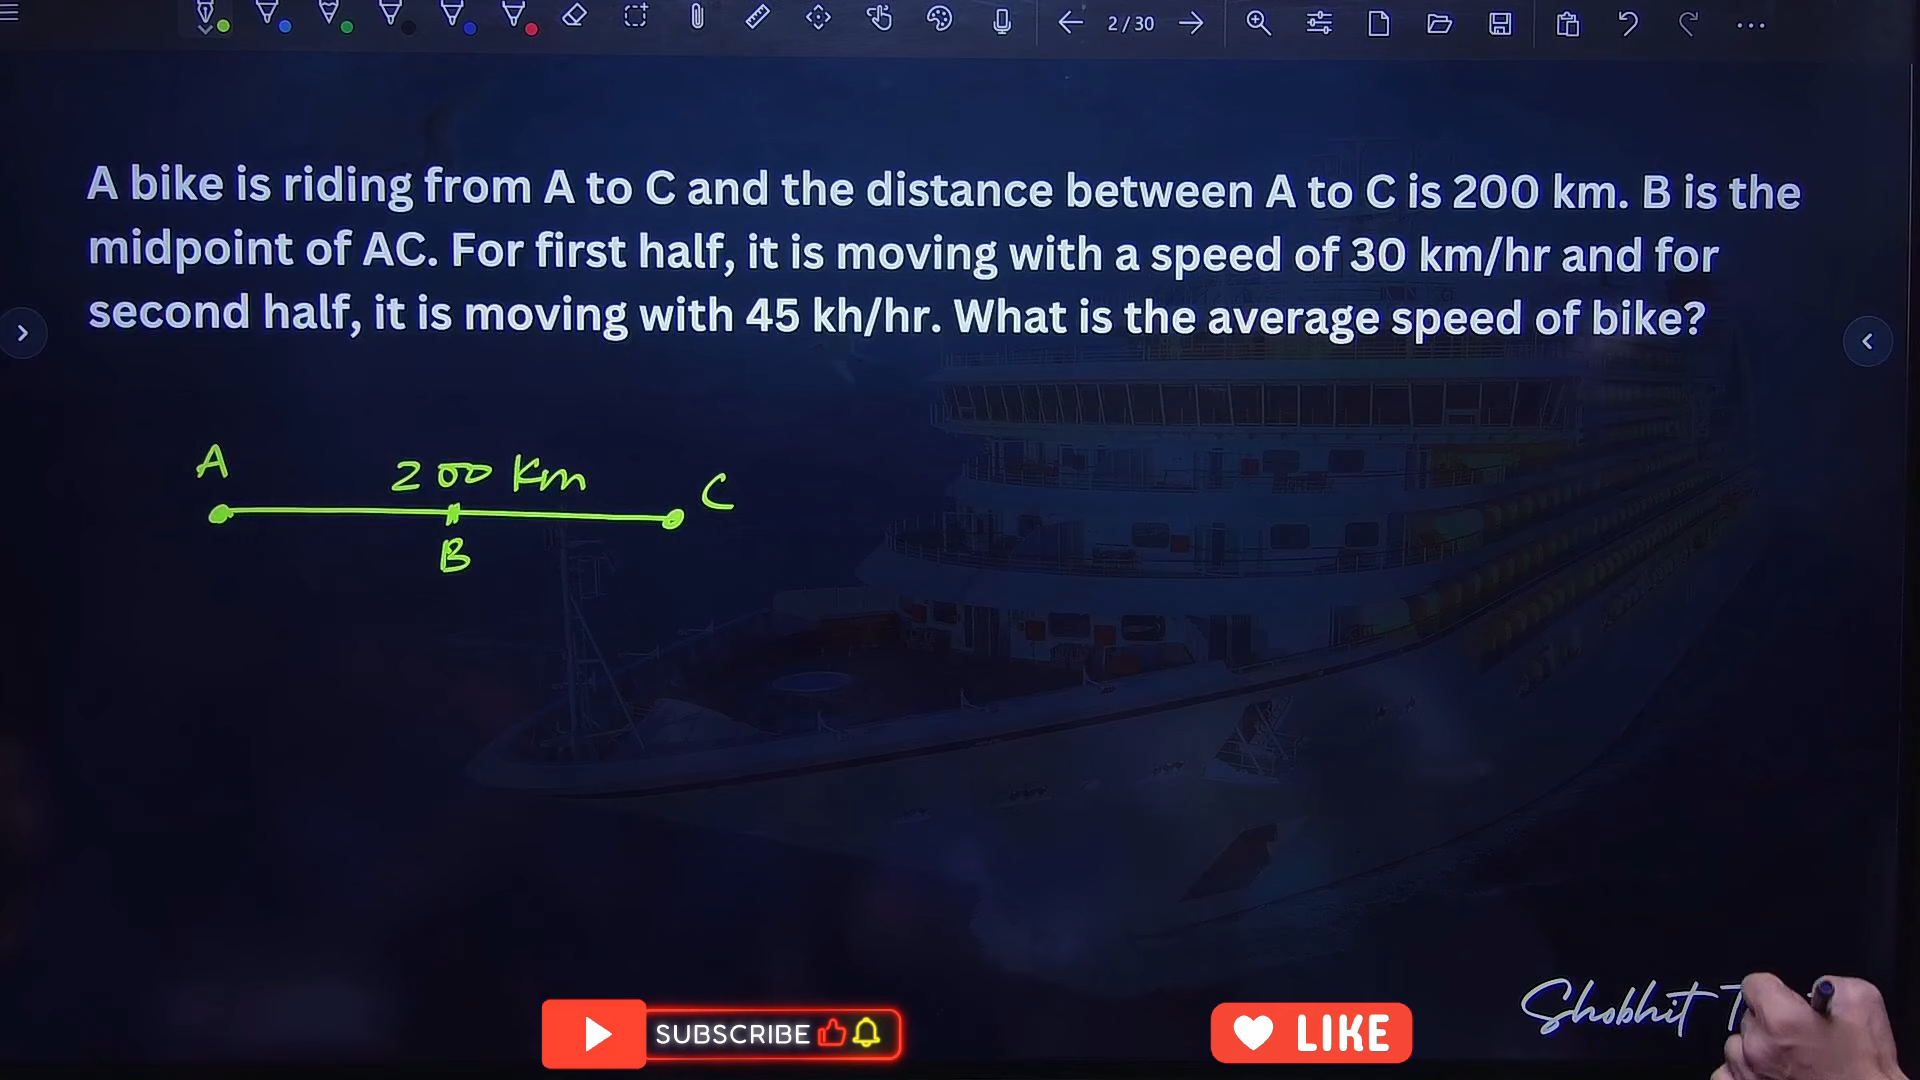 2 / 30
A bike is riding from A to C and the distance between A to C is 200 km. B is the
midpoint of AC. For first half, it is moving with a speed of 30 km/hr and for
second half, it is moving with 45 kh/hr. What is the average speed of bike?
A
200 Km
C
B
Shobhit
SUBSCRIBE
LIKE